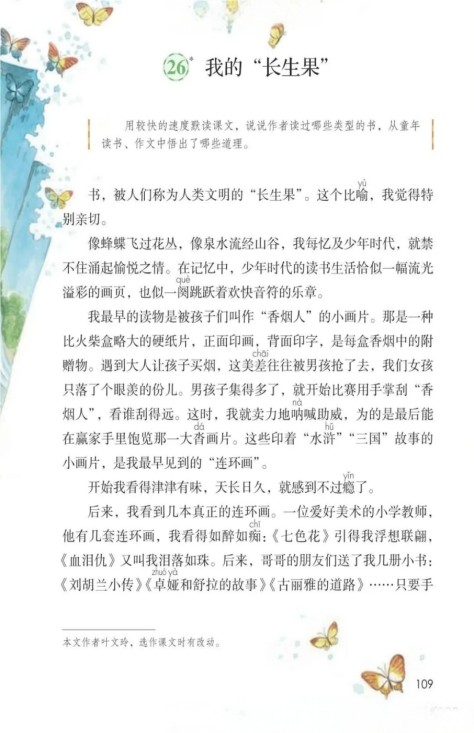 26* 我的“长生果”
用较快的速度默读课文，说说作者读过哪些类型的书，从童年
读书、作文中悟出了哪些道理。
yù
书，被人们称为人类文明的“长生果”。这个比喻，我觉得特
别亲切。
像蜂蝶飞过花丛，像泉水流经山谷，我每忆及少年时代，就禁
不住涌起愉悦之情。在记忆中，少年时代的读书生活恰似一幅流光
què
溢彩的画页，也似一阕跳跃着欢快音符的乐章。
我最早的读物是被孩子们叫作“香烟人”的小画片。那是一种
比火柴盒略大的硬纸片，正面印画，背面印字，是每盒香烟中的附
chāi
赠物。遇到大人让孩子买烟，这美差往往被男孩抢了去，我们女孩
只落了个眼羡的份儿。男孩子集得多了，就开始比赛用手掌刮“香
nà
烟人”，看谁刮得远。这时，我就卖力地呐喊助威，为的是最后能
dá hǔ
在赢家手里饱览那一大沓画片。这些印着“水浒”“三国”故事的
小画片，是我最早见到的“连环画”。
yǐn
开始我看得津津有味，天长日久，就感到不过瘾了。
后来，我看到几本真正的连环画。一位爱好美术的小学教师，
chī
他有几套连环画，我看得如醉如痴：《七色花》引得我浮想联翩，
《血泪仇》又叫我泪落如珠。后来，哥哥的朋友们送了我几册小书：
zhuó yà
《刘胡兰小传》《卓娅和舒拉的故事》《古丽雅的道路》……只要手
本文作者叶文玲，选作课文时有改动。
109